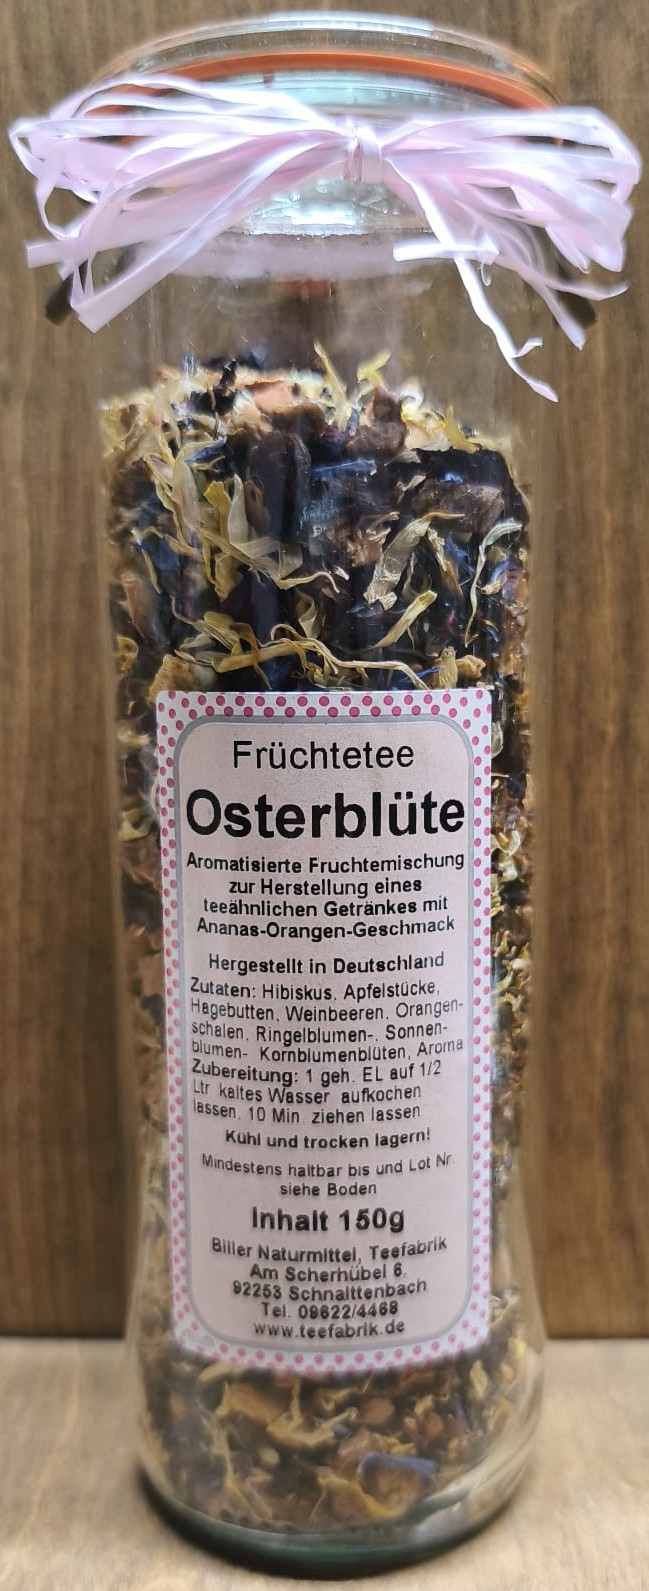 Früchtetee
Osterblüte
Aromatisierte Fruchtemischung
zur Herstellung eines
teeähnlichen Getränkes mit
Ananas-Orangen-Geschmack
Hergestellt in Deutschland
Zutaten: Hibiskus, Apfelstücke,
Hagebutten, Weinbeeren, Orangen-
schalen, Ringelblumen-, Sonnen-
blumen- Kornblumenblüten, Aroma
Zubereitung: 1 geh. EL auf 1/2
Ltr kaltes Wasser aufkochen
lassen, 10 Min. ziehen lassen
Kühl und trocken lagern!
Mindestens haltbar bis und Lot Nr.
siehe Boden
Inhalt 150g
Biller Naturmittel, Teefabrik
Am Scherhübel 6.
92253 Schnaittenbach
Tel. 09622/4468
www.teefabrik.de